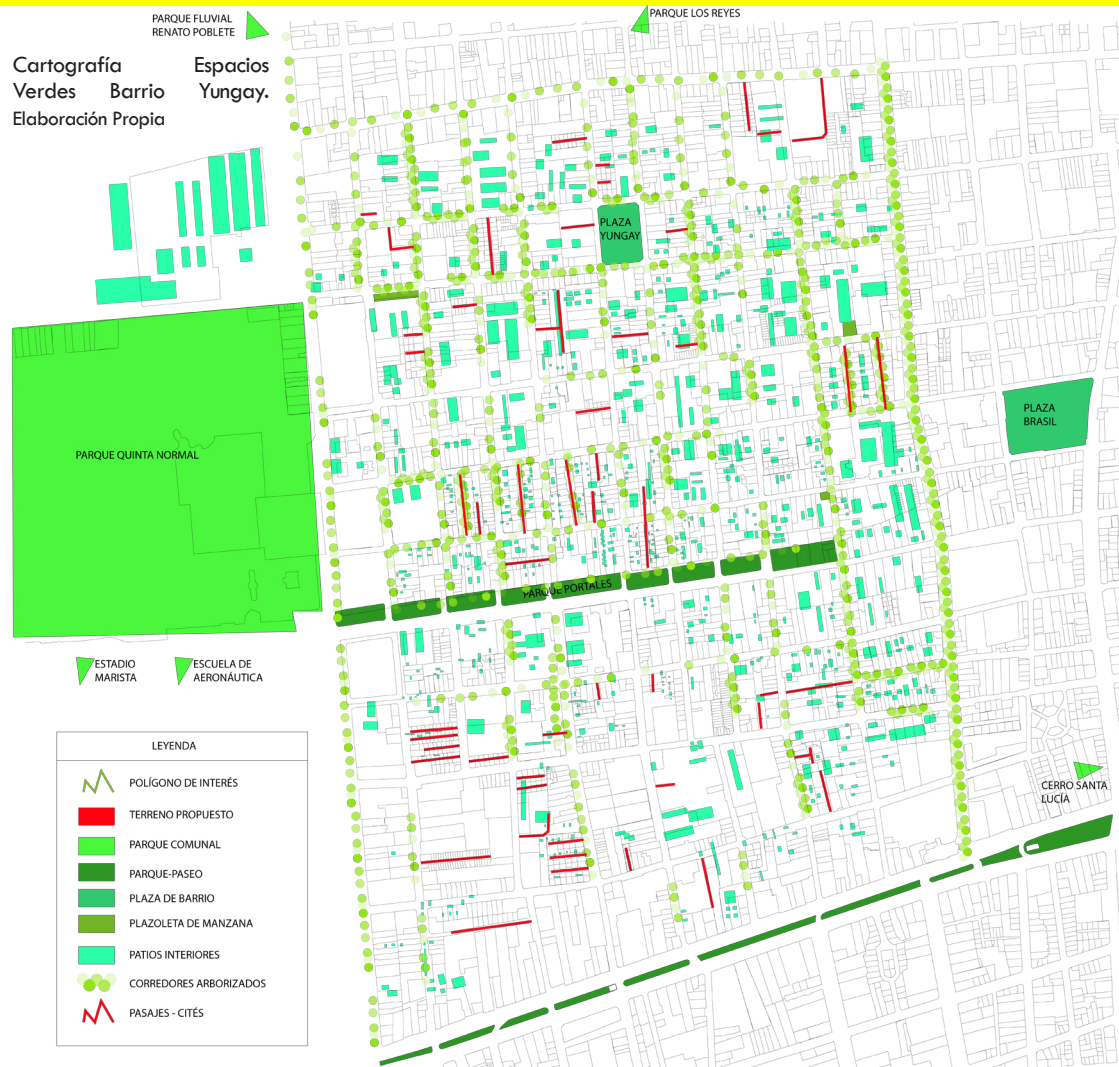 PARQUE FLUVIAL
RENATO POBLETE
PARQUE LOS REYES
Cartografía Espacios
Verdes Barrio Yungay.
Elaboración Propia
PLAZA
YUNGAY
PLAZA
BRASIL
PARQUE QUINTA NORMAL
PARQUE PORTALES
ESTADIO
MARISTA
ESCUELA DE
AERONÁUTICA
CERRO SANTA
LUCÍA
LEYENDA
POLÍGONO DE INTERÉS
TERRENO PROPUESTO
PARQUE COMUNAL
PARQUE-PASEO
PLAZA DE BARRIO
PLAZOLETA DE MANZANA
PATIOS INTERIORES
CORREDORES ARBORIZADOS
PASAJES - CITÉS